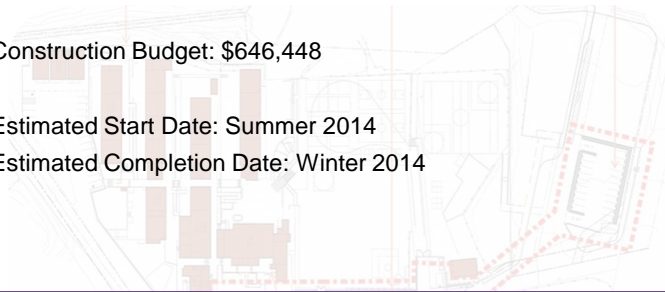 Construction Budget: $646,448
Estimated Start Date: Summer 2014
Estimated Completion Date: Winter 2014